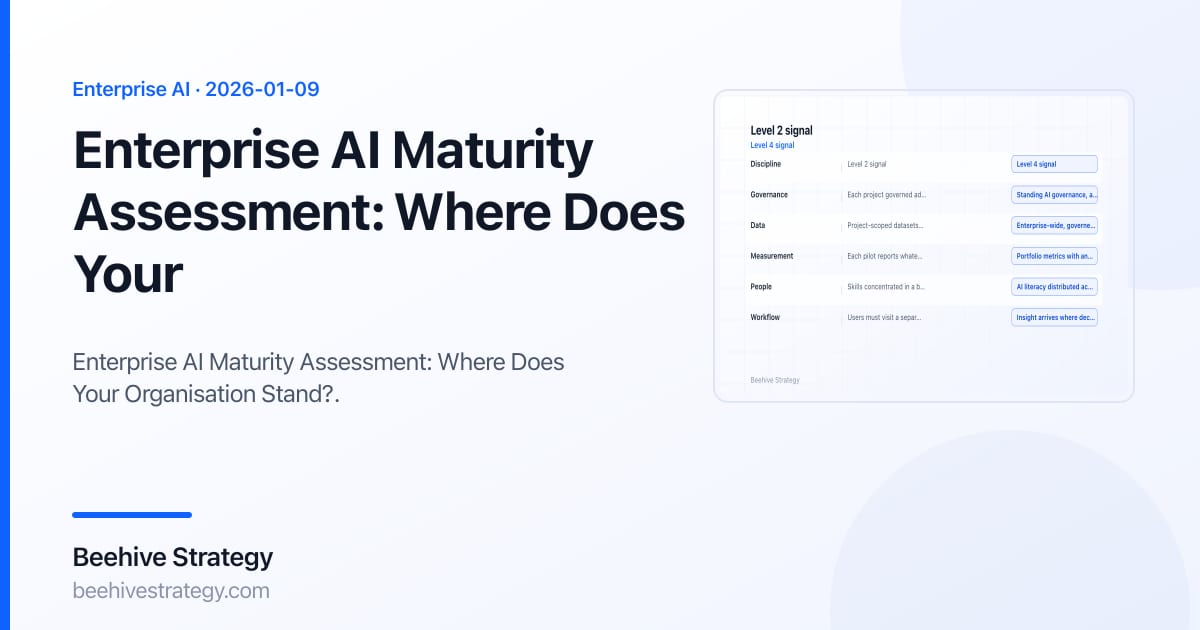 Enterprise AI · 2026-01-09
Enterprise AI Maturity
Assessment: Where Does
Your
Enterprise AI Maturity Assessment: Where Does
Your Organisation Stand?.
Beehive Strategy
beehivestrategy.com
Level 2 signal
Level 4 signal
Discipline Level 2 signal Level 4 signal
Governance Each project governed ad... Standing AI governance, a...
Data Project-scoped datasets... Enterprise-wide, governe...
Measurement Each pilot reports whate... Portfolio metrics with an...
People Skills concentrated in a b... AI literacy distributed ac...
Workflow Users must visit a separ... Insight arrives where dec...
Beehive Strategy